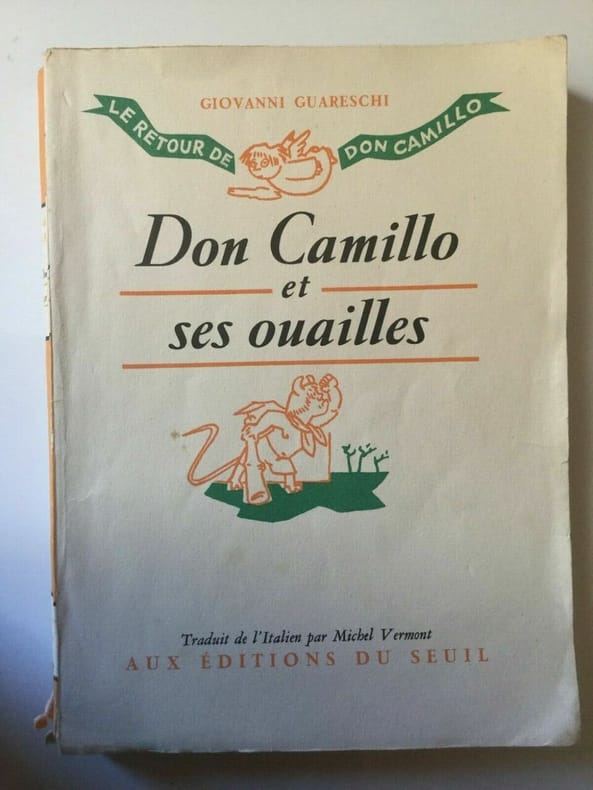 GIOVANNI GUARESCHI
LE RETOUR DE DON CAMILLO
Don Camillo
et
ses ouailles
Traduit de l'Italien par Michel Vermont
AUX ÉDITIONS DU SEUIL